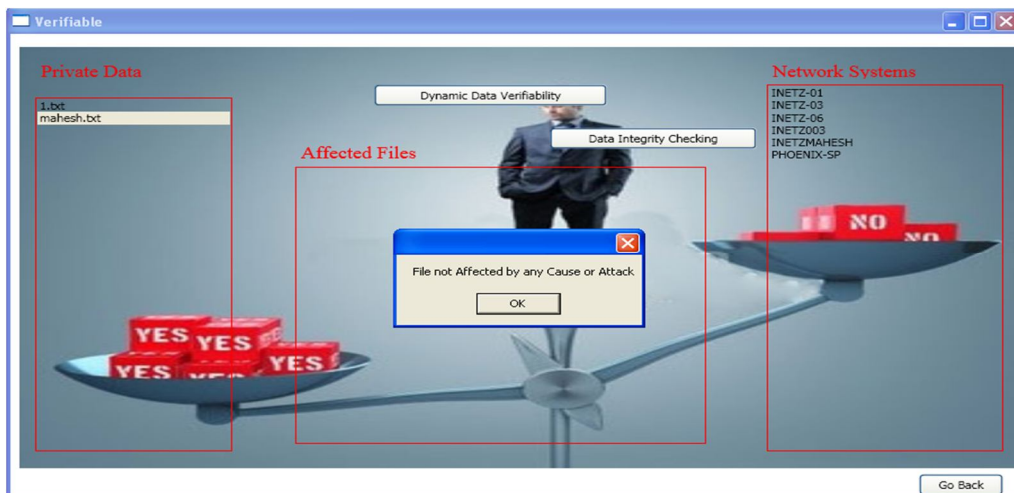 Verifiable
Private Data
1.txt
mahesh.txt
Dynamic Data Verifiability
Data Integrity Checking
Affected Files
Network Systems
INETZ-01
INETZ-03
INETZ-06
INETZ003
INETZMAHESH
PHOENIX-SP
File not Affected by any Cause or Attack
OK
NO
NO
YES
YES
YES
YES
YES
Go Back